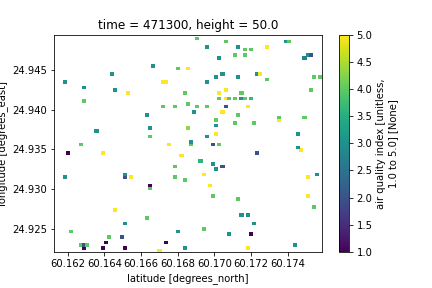 time = 471300, height = 50.0
24.945
24.940
24.935
24.930
24.925
longitude [degrees_east]
60.162 60.164 60.166 60.168 60.170 60.172 60.174
latitude [degrees_north]
5.0
4.5
4.0
3.5
3.0
2.5
2.0
1.5
1.0
air quality index [unitless,
1.0 to 5.0] [None]